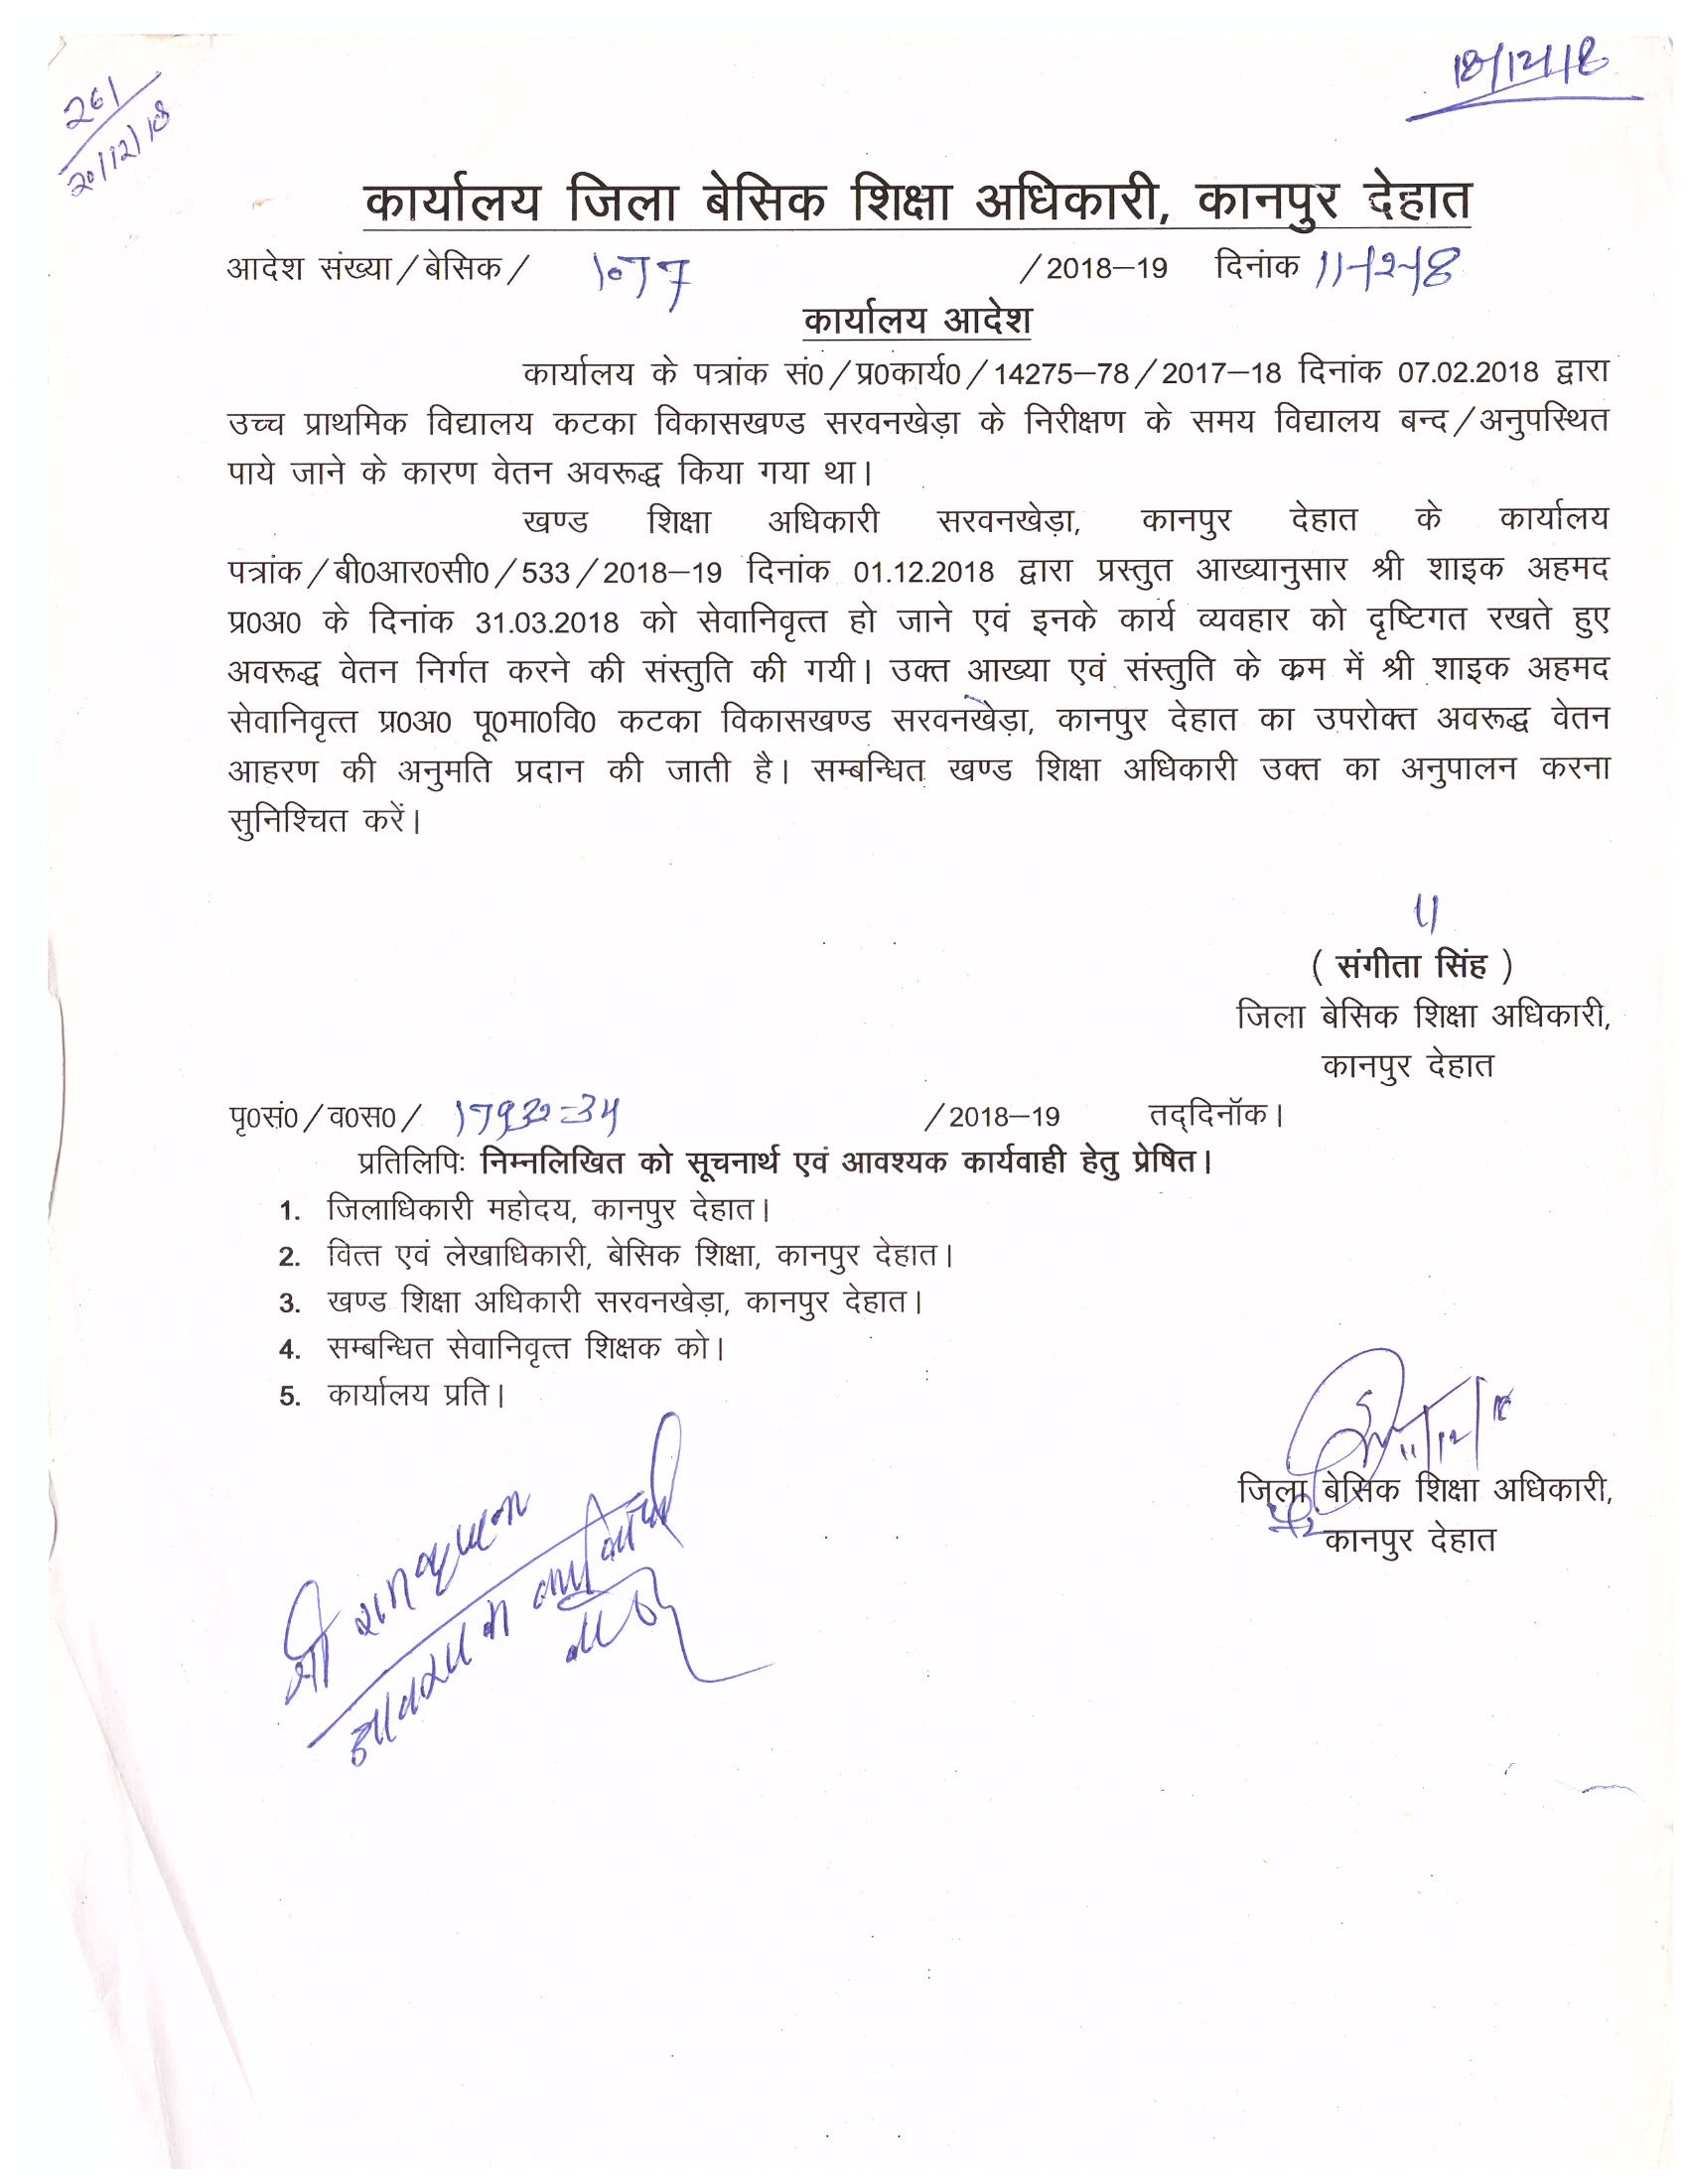 261
20/12/18
18/12/18
कार्यालय जिला बेसिक शिक्षा अधिकारी, कानपुर देहात
आदेश संख्या/बेसिक/ 1077 /2018–19 दिनांक 11-12-18
कार्यालय आदेश
कार्यालय के पत्रांक सं0/प्र0कार्य0/14275–78/2017–18 दिनांक 07.02.2018 द्वारा
उच्च प्राथमिक विद्यालय कटका विकासखण्ड सरवनखेड़ा के निरीक्षण के समय विद्यालय बन्द/अनुपस्थित
पाये जाने के कारण वेतन अवरूद्ध किया गया था।
खण्ड शिक्षा अधिकारी सरवनखेड़ा, कानपुर देहात के कार्यालय
पत्रांक/बी0आर0सी0/533/2018–19 दिनांक 01.12.2018 द्वारा प्रस्तुत आख्यानुसार श्री शाइक अहमद
प्र0अ0 के दिनांक 31.03.2018 को सेवानिवृत्त हो जाने एवं इनके कार्य व्यवहार को दृष्टिगत रखते हुए
अवरूद्ध वेतन निर्गत करने की संस्तुति की गयी। उक्त आख्या एवं संस्तुति के क्रम में श्री शाइक अहमद
सेवानिवृत्त प्र0अ0 पू0मा0वि0 कटका विकासखण्ड सरवनखेड़ा, कानपुर देहात का उपरोक्त अवरूद्ध वेतन
आहरण की अनुमति प्रदान की जाती है। सम्बन्धित खण्ड शिक्षा अधिकारी उक्त का अनुपालन करना
सुनिश्चित करें।
( संगीता सिंह )
जिला बेसिक शिक्षा अधिकारी,
कानपुर देहात
पृ0सं0/व0स0/ 17932-34 /2018–19 तद्दिनॉक।
प्रतिलिपिः निम्नलिखित को सूचनार्थ एवं आवश्यक कार्यवाही हेतु प्रेषित।
1. जिलाधिकारी महोदय, कानपुर देहात।
2. वित्त एवं लेखाधिकारी, बेसिक शिक्षा, कानपुर देहात।
3. खण्ड शिक्षा अधिकारी सरवनखेड़ा, कानपुर देहात।
4. सम्बन्धित सेवानिवृत्त शिक्षक को।
5. कार्यालय प्रति।
11/12/18
जिला बेसिक शिक्षा अधिकारी,
कानपुर देहात
श्री